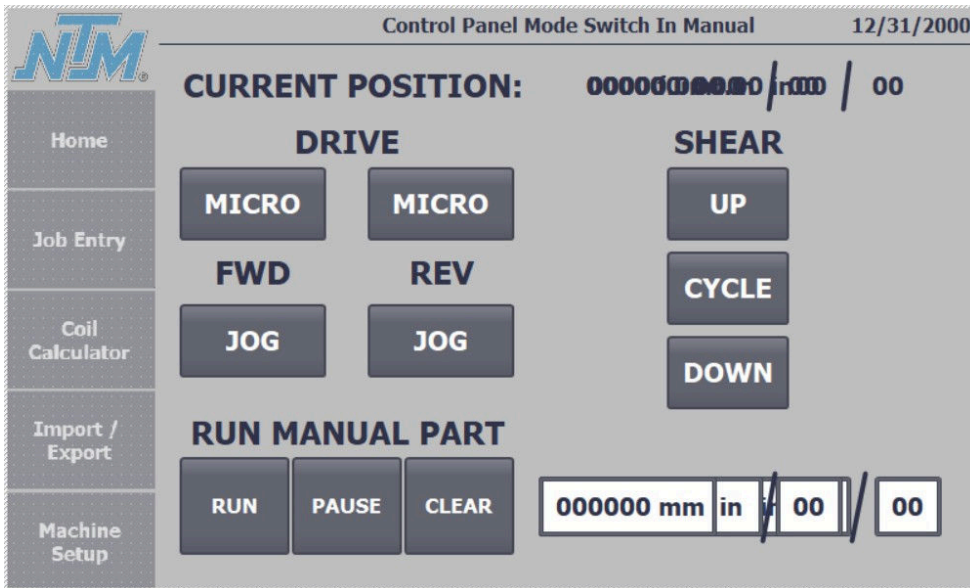 NTM
Control Panel Mode Switch In Manual 12/31/2000
CURRENT POSITION: / / 00
Home
DRIVE SHEAR
MICRO MICRO UP
Job Entry
FWD REV
CYCLE
Coil
Calculator
JOG JOG
DOWN
Import /
Export
RUN MANUAL PART
RUN PAUSE CLEAR 000000 mm in / 00 / 00
Machine
Setup